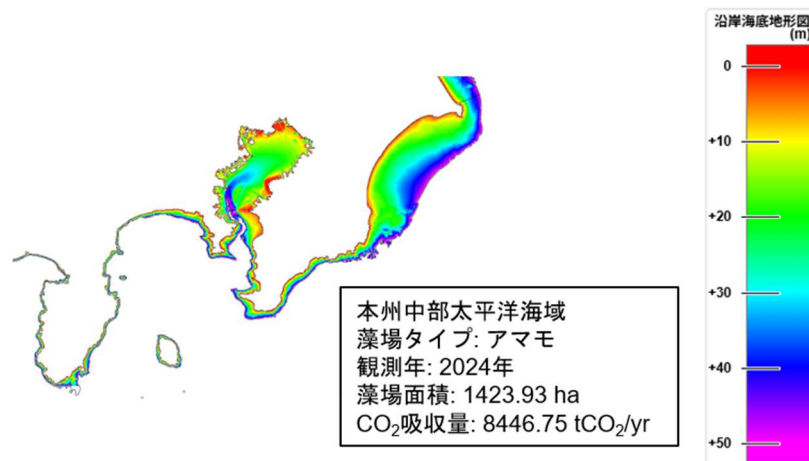 沿岸海底地形図
(m)
0
+10
+20
+30
+40
+50
本州中部太平洋海域
藻場タイプ: アマモ
観測年: 2024年
藻場面積: 1423.93 ha
CO₂吸収量: 8446.75 tCO₂/yr